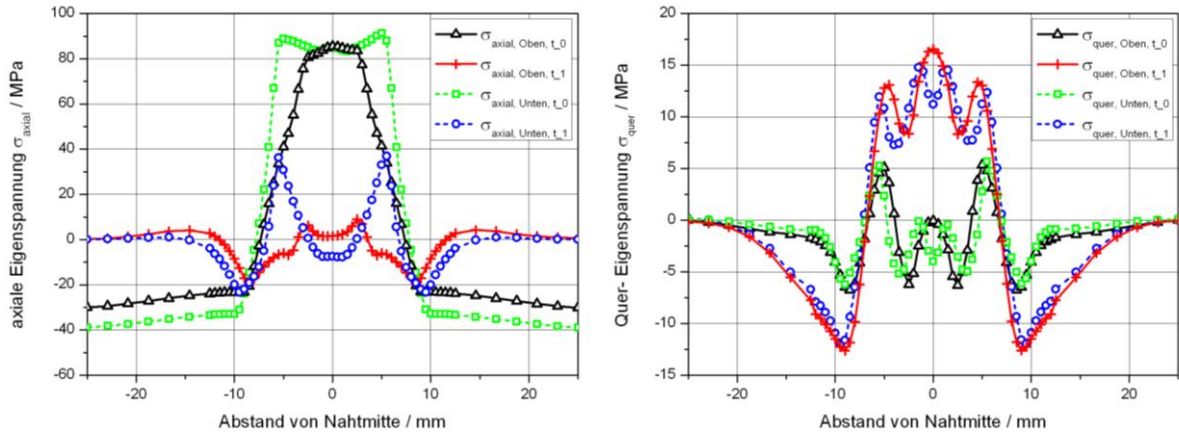 axiale Eigenspannung σaxial / MPa
100
80
60
40
20
0
-20
-40
-60
-20
-10
0
10
20
Abstand von Nahtmitte / mm
σaxial, Oben, t_0
σaxial, Oben, t_1
σaxial, Unten, t_0
σaxial, Unten, t_1
Quer- Eigenspannung σquer / MPa
20
15
10
5
0
-5
-10
-15
-20
-10
0
10
20
Abstand von Nahtmitte / mm
σquer, Oben, t_0
σquer, Oben, t_1
σquer, Unten, t_0
σquer, Unten, t_1